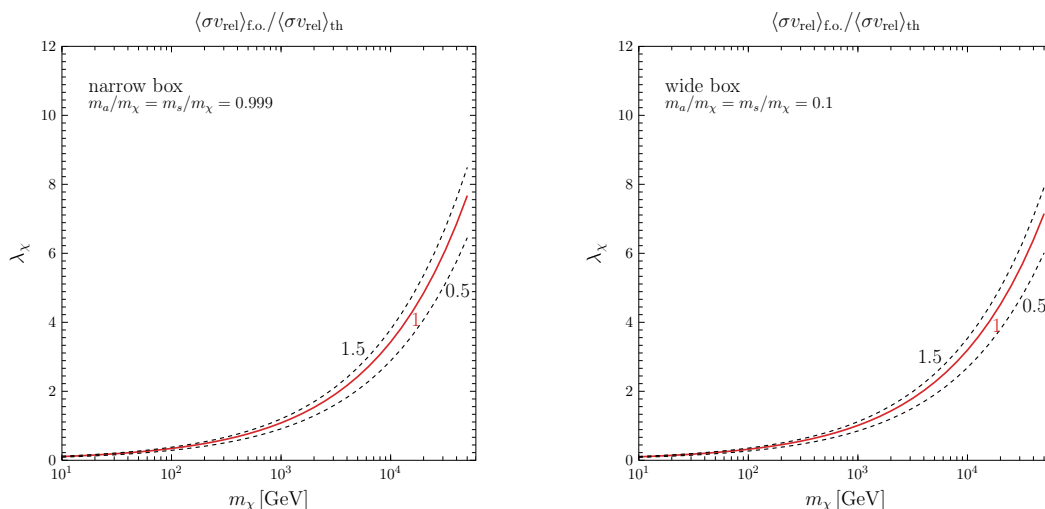 ⟨σv_rel⟩_f.o./⟨σv_rel⟩_th
12
10
8
6
4
2
0
λ_χ
narrow box
m_a/m_χ = m_s/m_χ = 0.999
0.5
1
1.5
10^1
10^2
10^3
10^4
m_χ [GeV]
⟨σv_rel⟩_f.o./⟨σv_rel⟩_th
12
10
8
6
4
2
0
λ_χ
wide box
m_a/m_χ = m_s/m_χ = 0.1
0.5
1
1.5
10^1
10^2
10^3
10^4
m_χ [GeV]